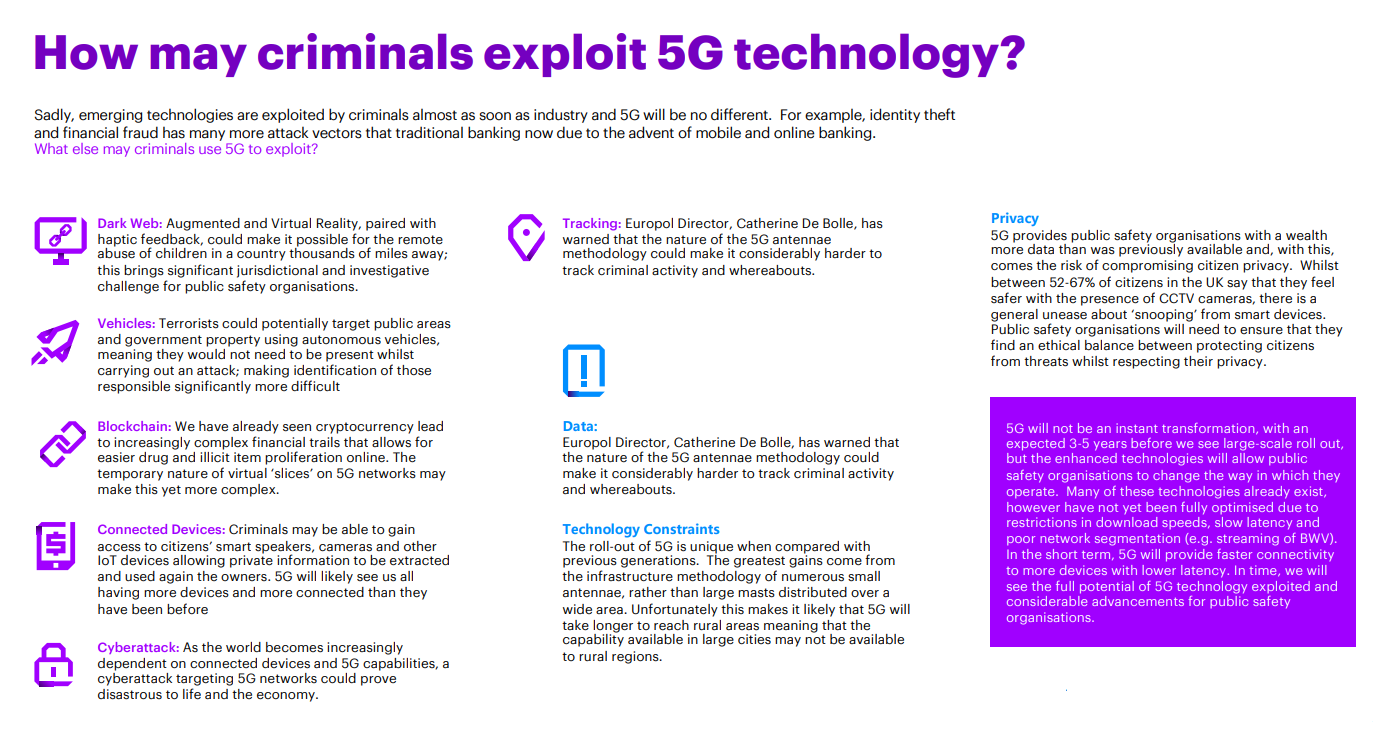 How may criminals exploit 5G technology?
Sadly, emerging technologies are exploited by criminals almost as soon as industry and 5G will be no different. For example, identity theft
and financial fraud has many more attack vectors that traditional banking now due to the advent of mobile and online banking.
What else may criminals use 5G to exploit?
Dark Web: Augmented and Virtual Reality, paired with
haptic feedback, could make it possible for the remote
abuse of children in a country thousands of miles away;
this brings significant jurisdictional and investigative
challenge for public safety organisations.
Vehicles: Terrorists could potentially target public areas
and government property using autonomous vehicles,
meaning they would not need to be present whilst
carrying out an attack; making identification of those
responsible significantly more difficult
Blockchain: We have already seen cryptocurrency lead
to increasingly complex financial trails that allows for
easier drug and illicit item proliferation online. The
temporary nature of virtual ‘slices’ on 5G networks may
make this yet more complex.
Connected Devices: Criminals may be able to gain
access to citizens’ smart speakers, cameras and other
IoT devices allowing private information to be extracted
and used again the owners. 5G will likely see us all
having more devices and more connected than they
have been before
Cyberattack: As the world becomes increasingly
dependent on connected devices and 5G capabilities, a
cyberattack targeting 5G networks could prove
disastrous to life and the economy.
Tracking: Europol Director, Catherine De Bolle, has
warned that the nature of the 5G antennae
methodology could make it considerably harder to
track criminal activity and whereabouts.
Data:
Europol Director, Catherine De Bolle, has warned that
the nature of the 5G antennae methodology could
make it considerably harder to track criminal activity
and whereabouts.
Technology Constraints
The roll-out of 5G is unique when compared with
previous generations. The greatest gains come from
the infrastructure methodology of numerous small
antennae, rather than large masts distributed over a
wide area. Unfortunately this makes it likely that 5G will
take longer to reach rural areas meaning that the
capability available in large cities may not be available
to rural regions.
Privacy
5G provides public safety organisations with a wealth
more data than was previously available and, with this,
comes the risk of compromising citizen privacy. Whilst
between 52-67% of citizens in the UK say that they feel
safer with the presence of CCTV cameras, there is a
general unease about ‘snooping’ from smart devices.
Public safety organisations will need to ensure that they
find an ethical balance between protecting citizens
from threats whilst respecting their privacy.
5G will not be an instant transformation, with an
expected 3-5 years before we see large-scale roll out,
but the enhanced technologies will allow public
safety organisations to change the way in which they
operate. Many of these technologies already exist,
however have not yet been fully optimised due to
restrictions in download speeds, slow latency and
poor network segmentation (e.g. streaming of BWV).
In the short term, 5G will provide faster connectivity
to more devices with lower latency. In time, we will
see the full potential of 5G technology exploited and
considerable advancements for public safety
organisations.